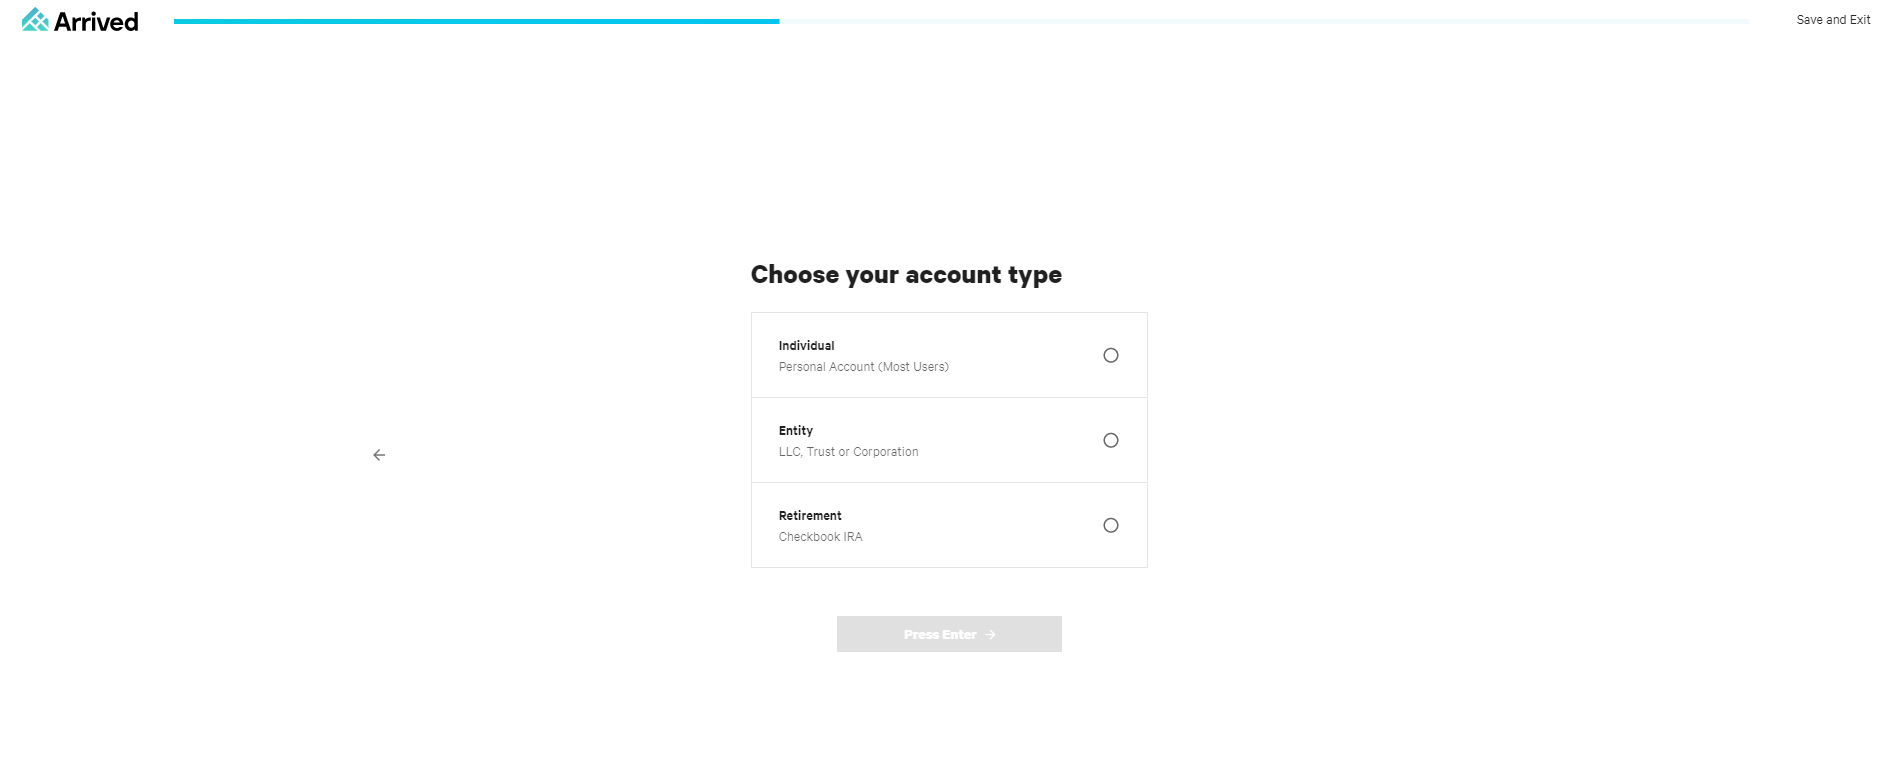 Arrived
Save and Exit
Choose your account type
Individual
Personal Account (Most Users)
Entity
LLC, Trust or Corporation
Retirement
Checkbook IRA
Press Enter →